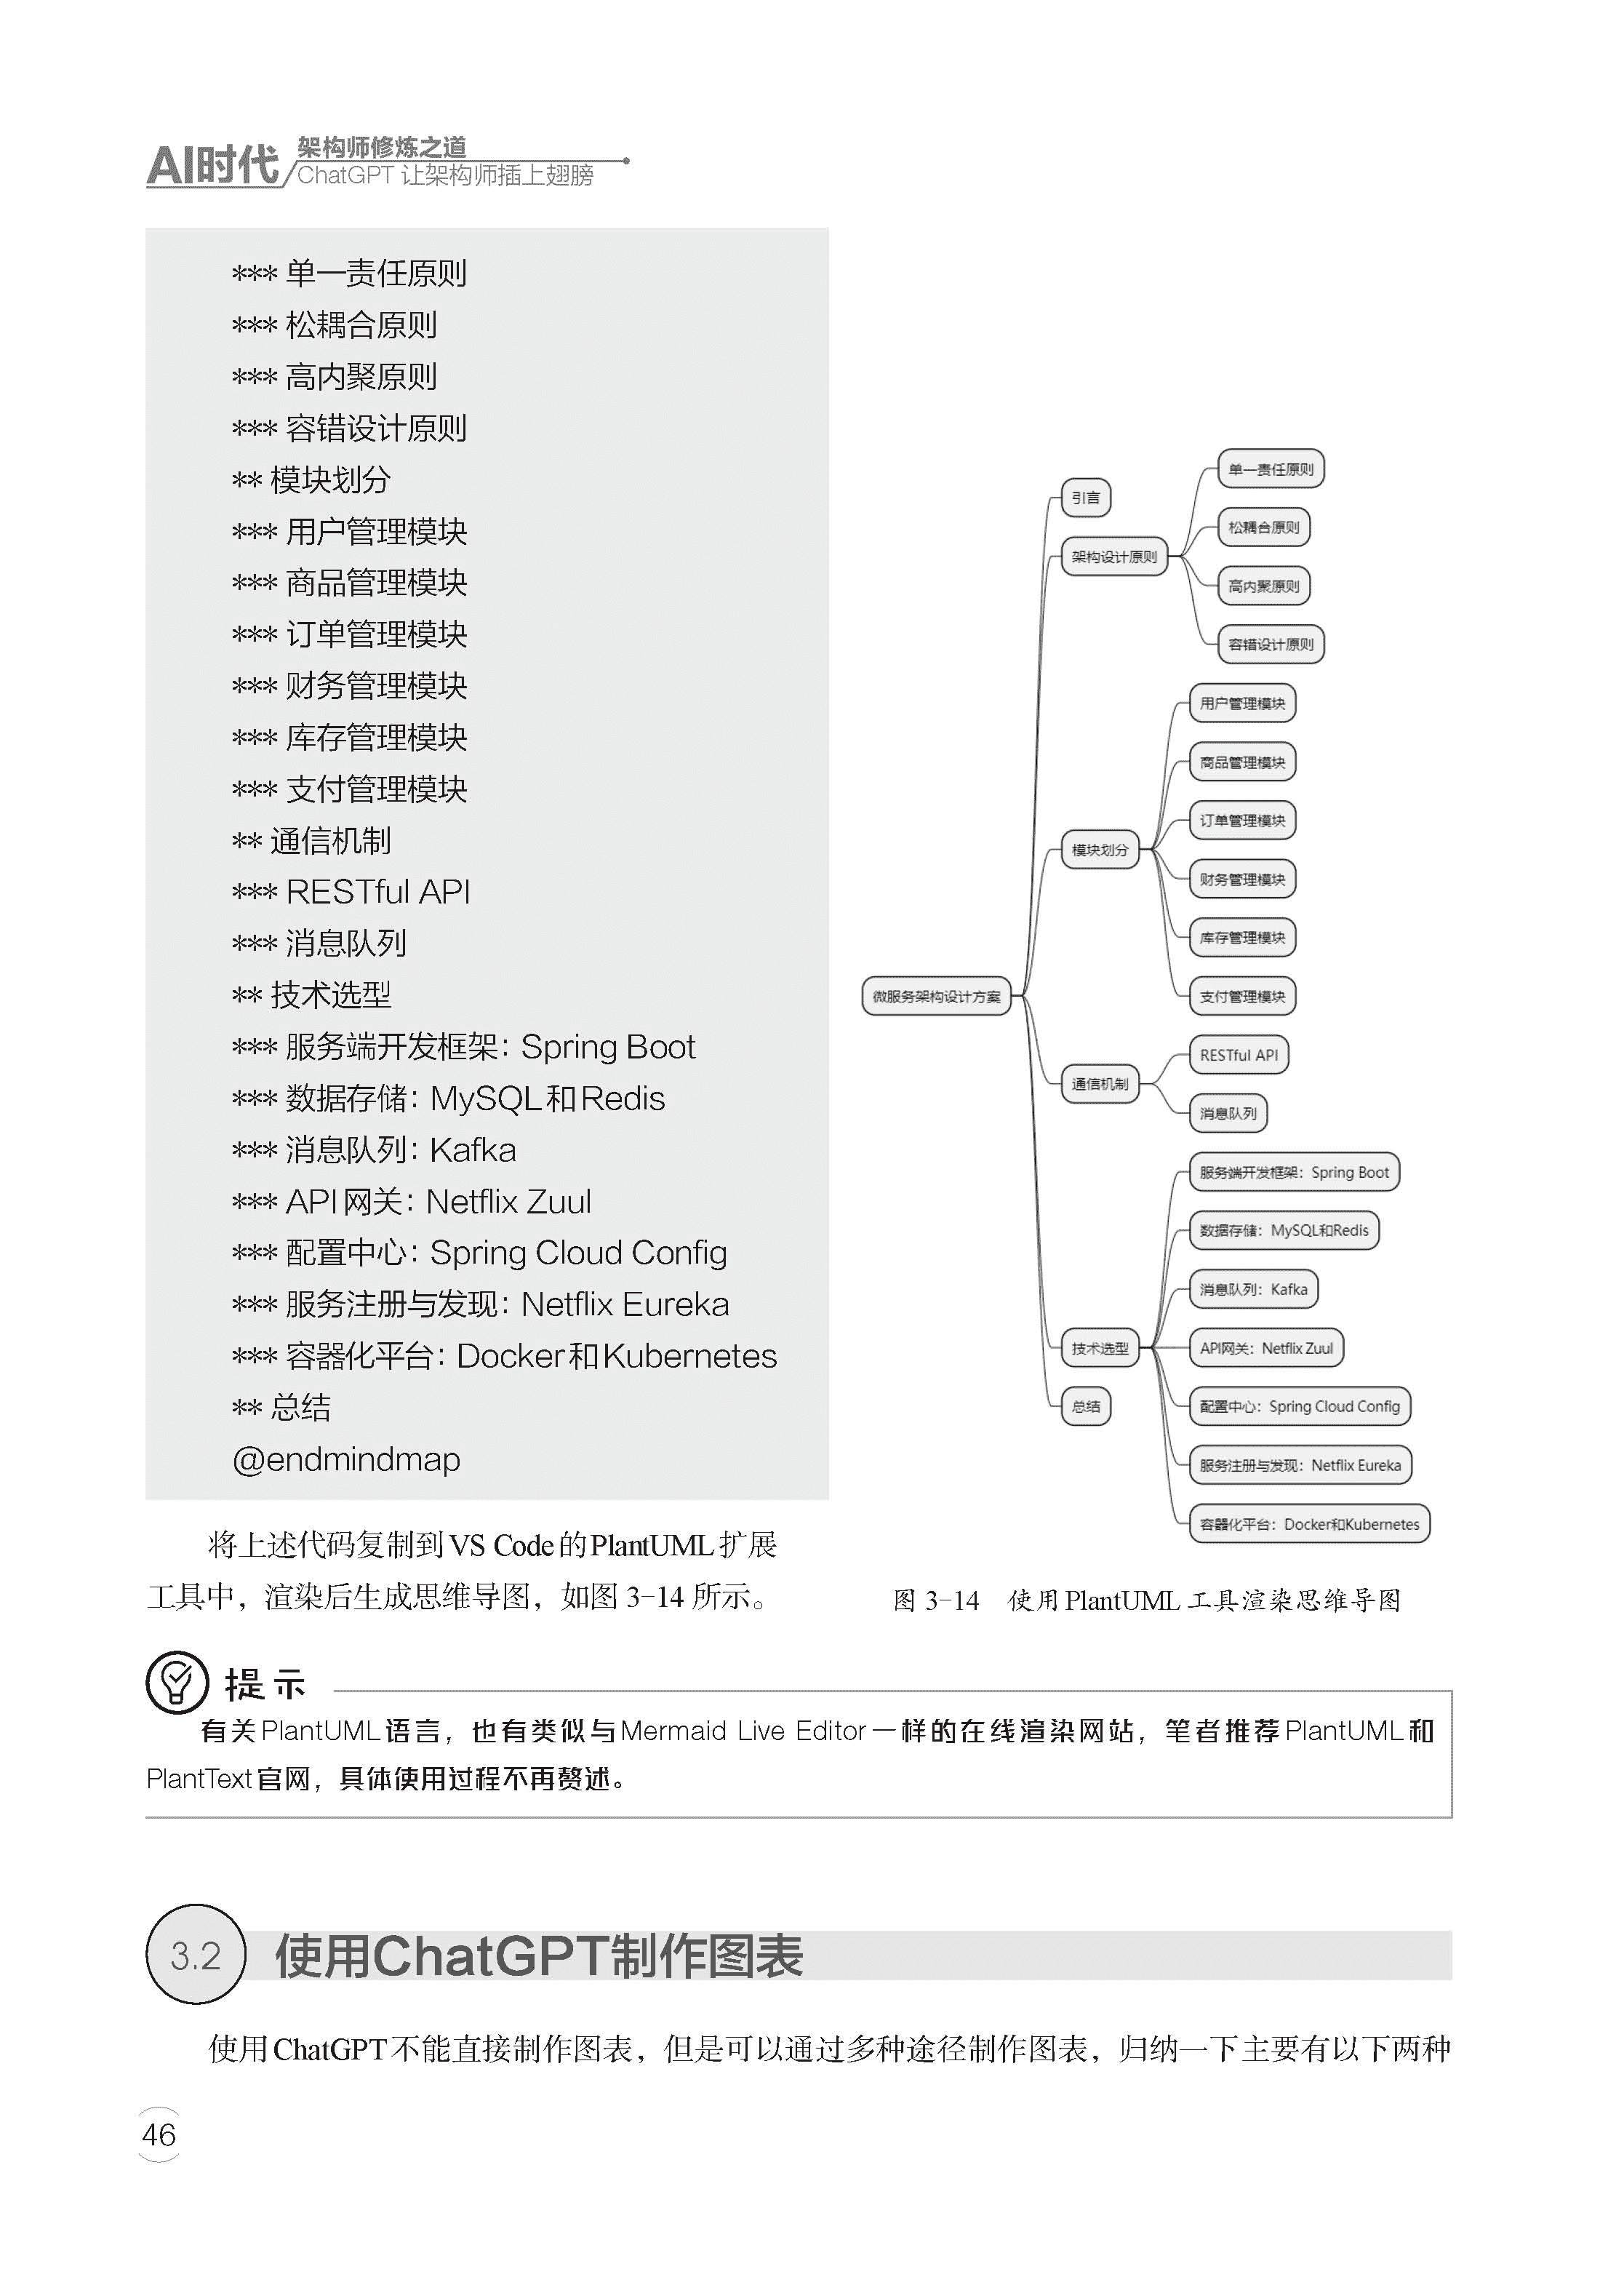 AI时代
架构师修炼之道
ChatGPT 让架构师插上翅膀
*** 单一责任原则
*** 松耦合原则
*** 高内聚原则
*** 容错设计原则
** 模块划分
*** 用户管理模块
*** 商品管理模块
*** 订单管理模块
*** 财务管理模块
*** 库存管理模块
*** 支付管理模块
** 通信机制
*** RESTful API
*** 消息队列
** 技术选型
*** 服务端开发框架：Spring Boot
*** 数据存储：MySQL和Redis
*** 消息队列：Kafka
*** API网关：Netflix Zuul
*** 配置中心：Spring Cloud Config
*** 服务注册与发现：Netflix Eureka
*** 容器化平台：Docker和Kubernetes
** 总结
@endmindmap
将上述代码复制到VS Code的PlantUML扩展
工具中，渲染后生成思维导图，如图 3-14 所示。
微服务架构设计方案
引言
架构设计原则
单一责任原则
松耦合原则
高内聚原则
容错设计原则
模块划分
用户管理模块
商品管理模块
订单管理模块
财务管理模块
库存管理模块
支付管理模块
通信机制
RESTful API
消息队列
技术选型
服务端开发框架：Spring Boot
数据存储：MySQL和Redis
消息队列：Kafka
API网关：Netflix Zuul
配置中心：Spring Cloud Config
服务注册与发现：Netflix Eureka
容器化平台：Docker和Kubernetes
总结
图 3-14 使用PlantUML工具渲染思维导图
提示
有关PlantUML语言，也有类似与Mermaid Live Editor一样的在线渲染网站，笔者推荐PlantUML和
PlantText官网，具体使用过程不再赘述。
3.2 使用ChatGPT制作图表
使用ChatGPT不能直接制作图表，但是可以通过多种途径制作图表，归纳一下主要有以下两种
46